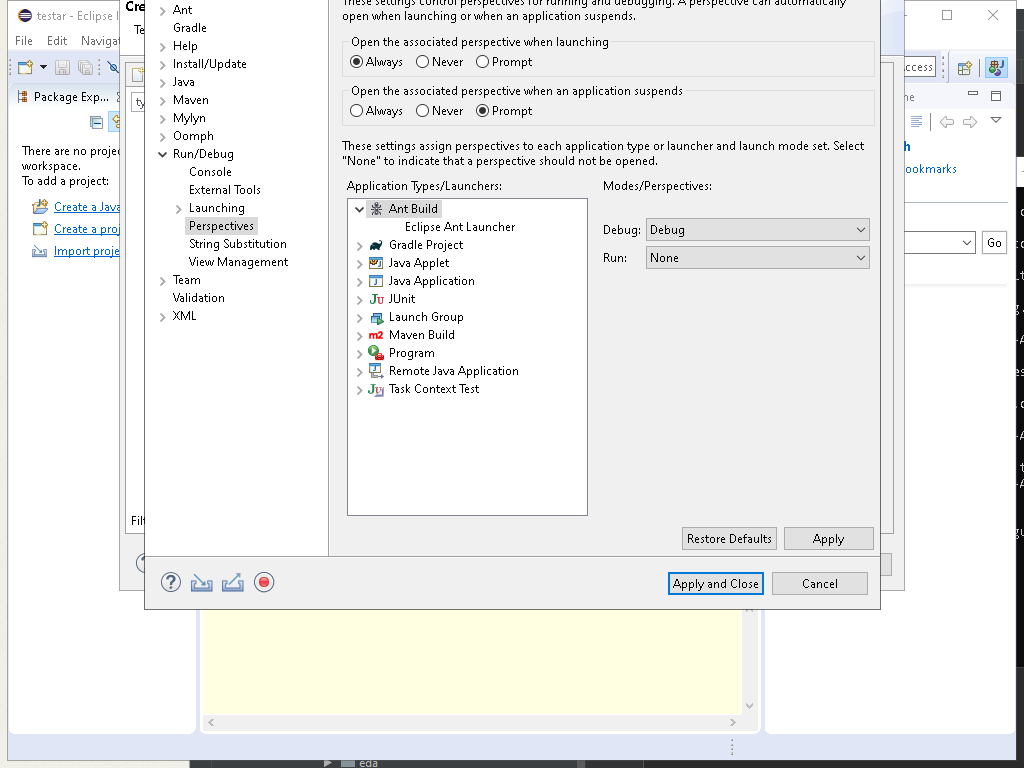 testar - Eclipse I
File Edit Navigat
Package Exp...
There are no proje
workspace.
To add a project:
Create a Java
Create a proj
Import proje
Cre
Te
ty
Filt
Ant
Gradle
Help
Install/Update
Java
Maven
Mylyn
Oomph
Run/Debug
Console
External Tools
Launching
Perspectives
String Substitution
View Management
Team
Validation
XML
These settings control perspectives for running and debugging. A perspective can automatically
open when launching or when an application suspends.
Open the associated perspective when launching
Always Never Prompt
Open the associated perspective when an application suspends
Always Never Prompt
These settings assign perspectives to each application type or launcher and launch mode set. Select
"None" to indicate that a perspective should not be opened.
Application Types/Launchers:
Ant Build
Eclipse Ant Launcher
Gradle Project
Java Applet
Java Application
JUnit
Launch Group
Maven Build
Program
Remote Java Application
Task Context Test
Modes/Perspectives:
Debug: Debug
Run: None
Restore Defaults Apply
Apply and Close Cancel
ccess
ne
h
ookmarks
Go
eda